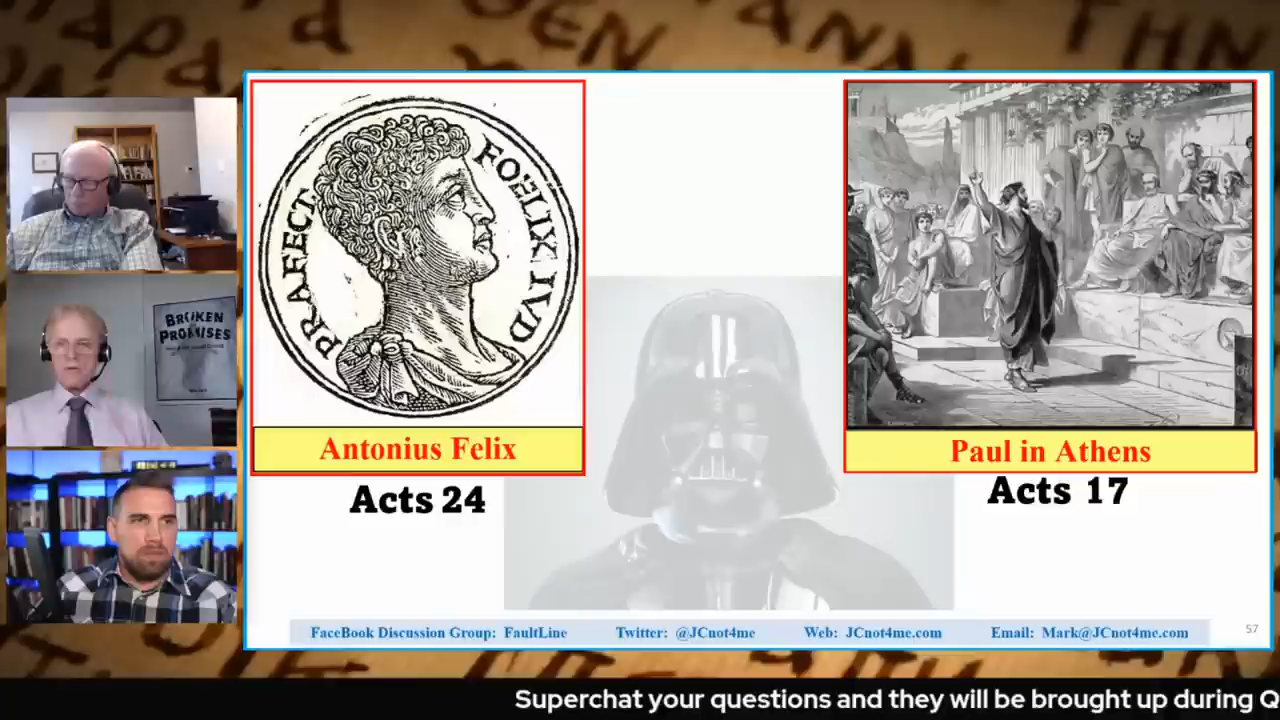 BROKEN
PROMISES
PRAFECT
FOELIX IVD
Antonius Felix
Acts 24
Paul in Athens
Acts 17
FaceBook Discussion Group: FaultLine Twitter: @JCnot4me Web: JCnot4me.com Email: Mark@JCnot4me.com
57
Superchat your questions and they will be brought up during Q